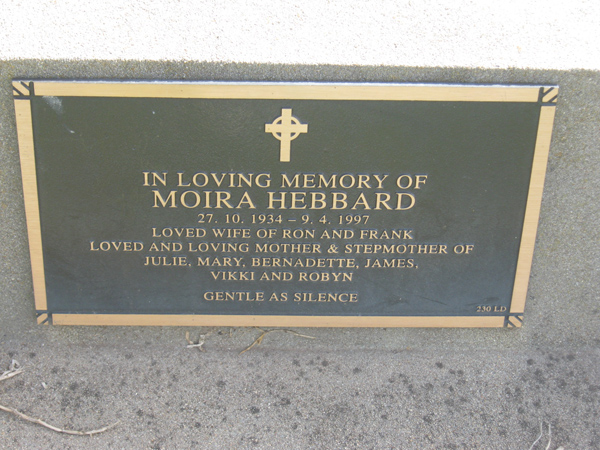 IN LOVING MEMORY OF
MOIRA HEBBARD
27. 10. 1934 – 9. 4. 1997
LOVED WIFE OF RON AND FRANK
LOVED AND LOVING MOTHER & STEPMOTHER OF
JULIE, MARY, BERNADETTE, JAMES,
VIKKI AND ROBYN
GENTLE AS SILENCE
230 LD